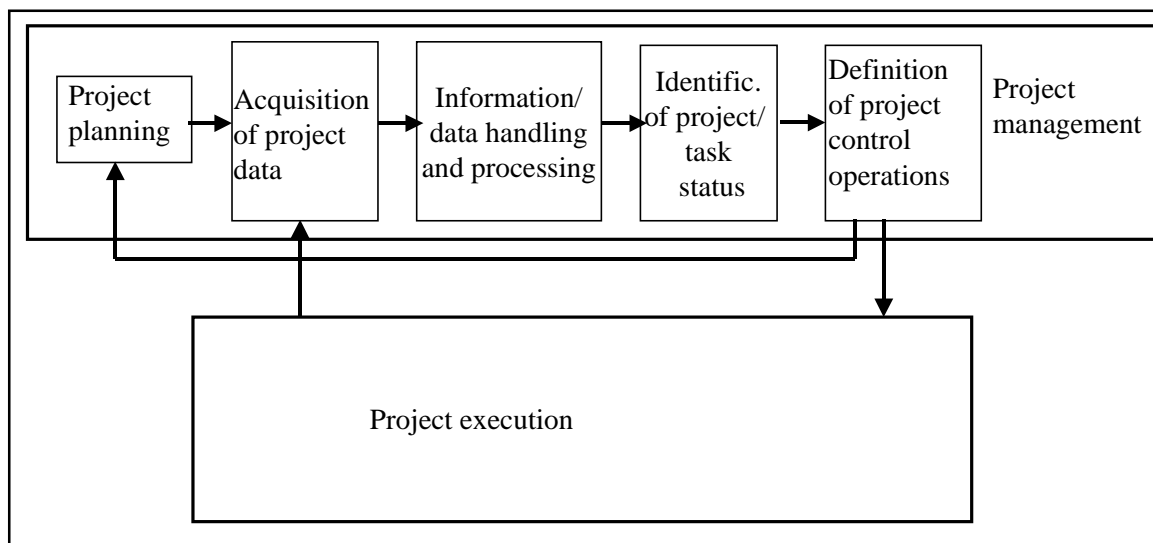 Project
planning
Acquisition
of project
data
Information/
data handling
and processing
Identific.
of project/
task
status
Definition
of project
control
operations
Project
management
Project execution